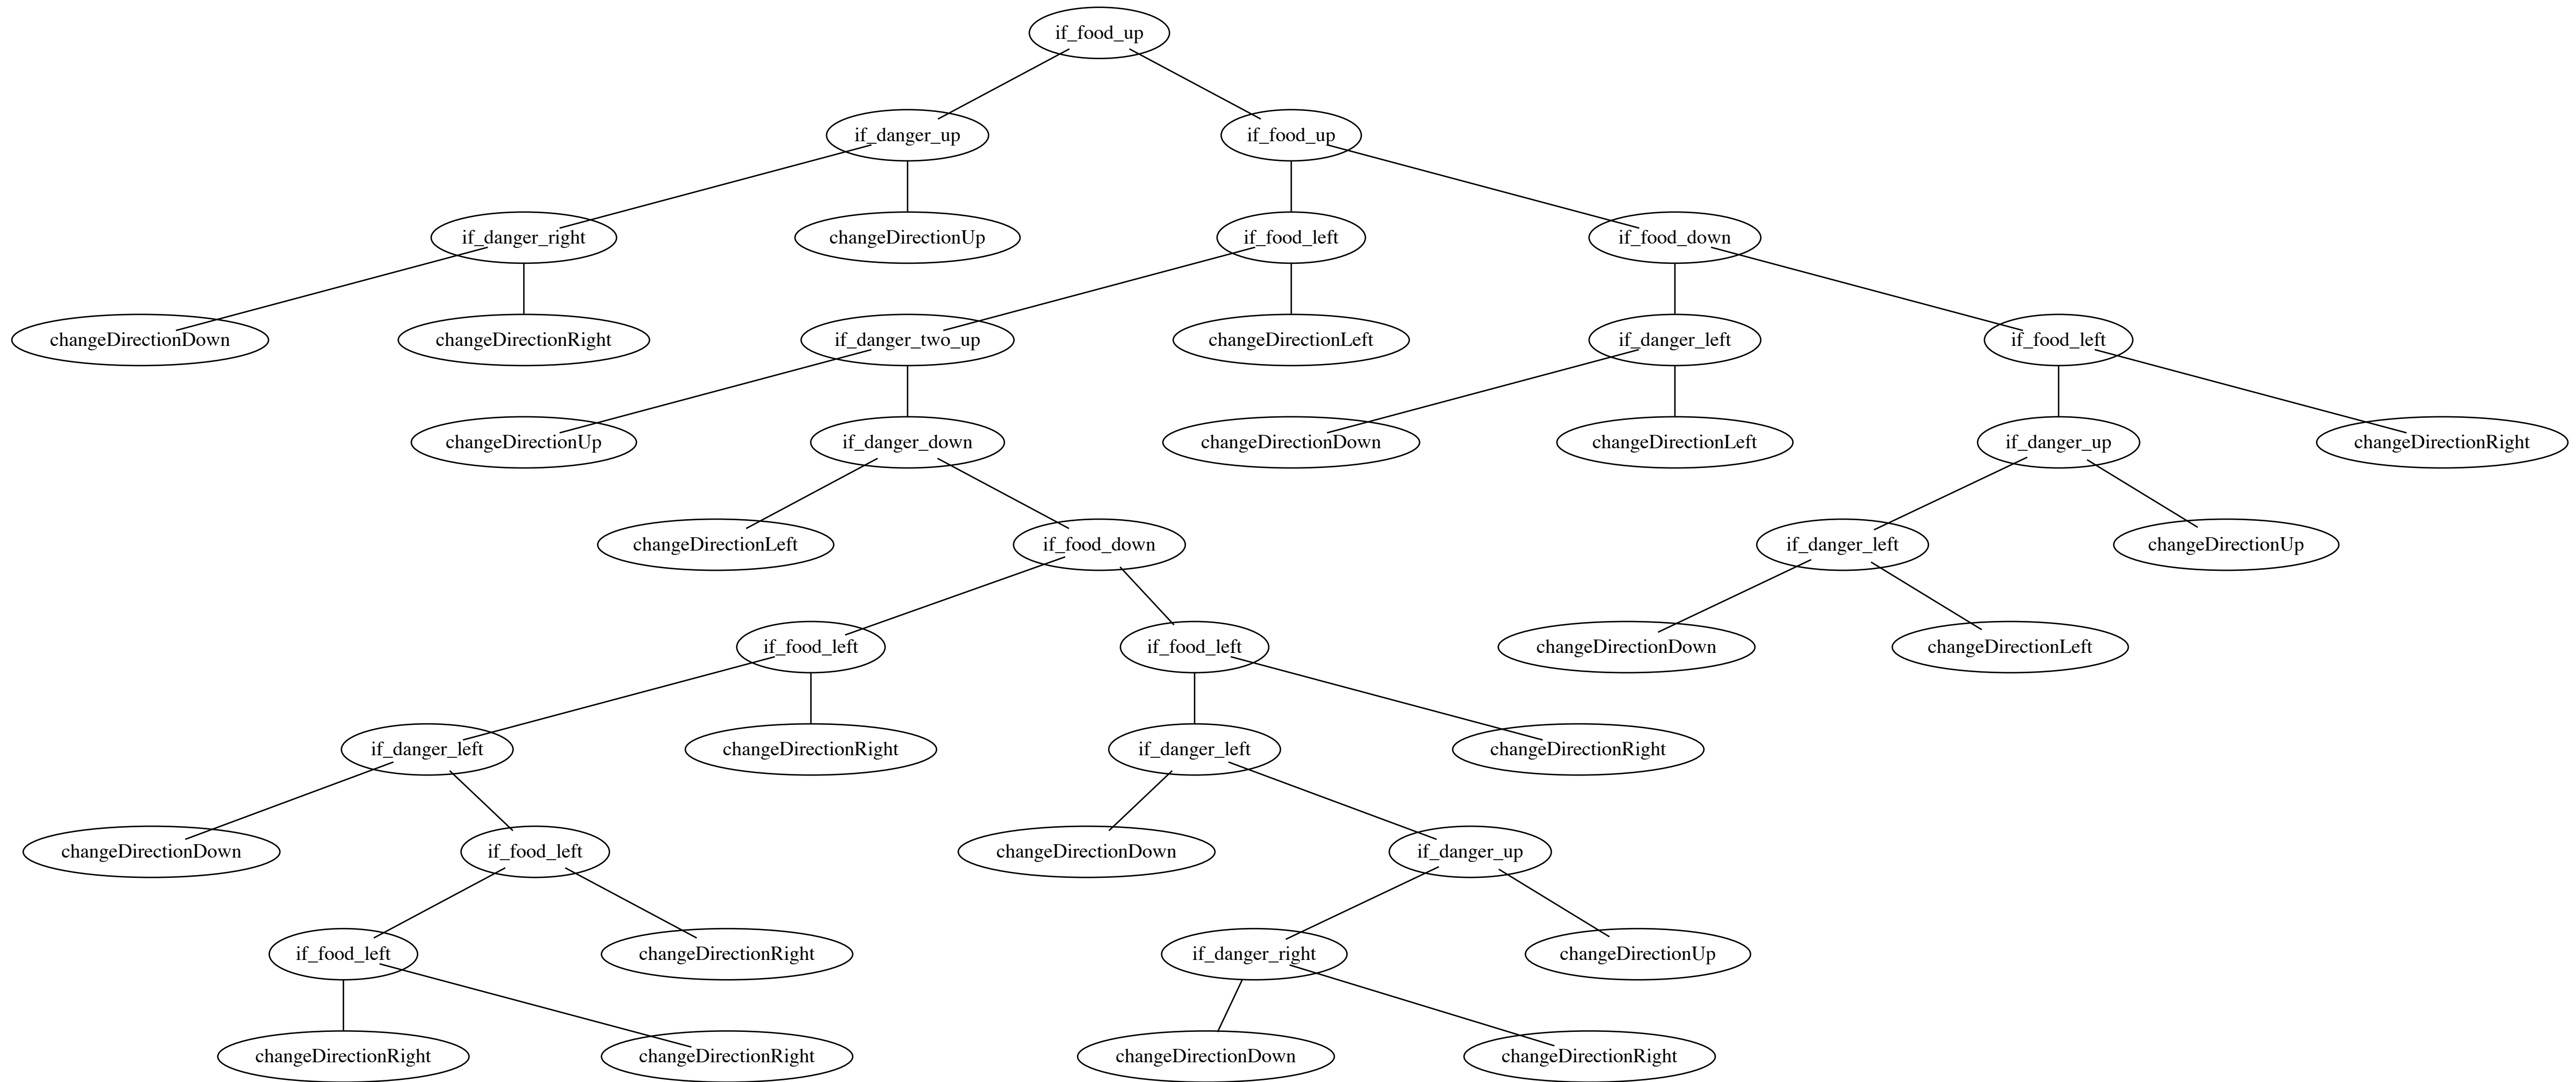 if_food_up
if_danger_up
if_food_up
if_danger_right
changeDirectionUp
if_food_left
if_food_down
changeDirectionDown
changeDirectionRight
if_danger_two_up
changeDirectionLeft
if_danger_left
if_food_left
changeDirectionUp
if_danger_down
changeDirectionDown
changeDirectionLeft
if_danger_up
changeDirectionRight
changeDirectionLeft
if_food_down
if_danger_left
changeDirectionUp
if_food_left
if_food_left
changeDirectionDown
changeDirectionLeft
if_danger_left
changeDirectionRight
if_danger_left
changeDirectionRight
changeDirectionDown
if_food_left
changeDirectionDown
if_danger_up
if_food_left
changeDirectionRight
if_danger_right
changeDirectionUp
changeDirectionRight
changeDirectionRight
changeDirectionDown
changeDirectionRight